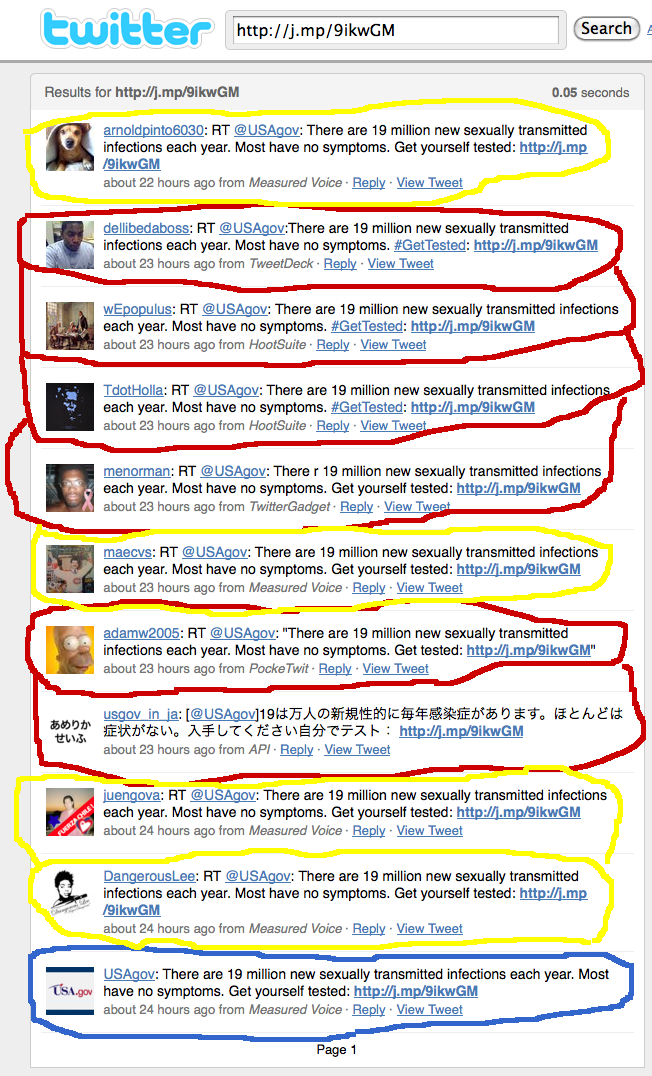 twitter
http://j.mp/9ikwGM
Search
Results for http://j.mp/9ikwGM
0.05 seconds
arnoldpinto6030: RT @USAgov: There are 19 million new sexually transmitted
infections each year. Most have no symptoms. Get yourself tested: http://j.mp
/9ikwGM
about 22 hours ago from Measured Voice · Reply · View Tweet
dellibedaboss: RT @USAgov:There are 19 million new sexually transmitted
infections each year. Most have no symptoms. #GetTested: http://j.mp/9ikwGM
about 23 hours ago from TweetDeck · Reply · View Tweet
wEpopulus: RT @USAgov: There are 19 million new sexually transmitted infections
each year. Most have no symptoms. #GetTested: http://j.mp/9ikwGM
about 23 hours ago from HootSuite · Reply · View Tweet
TdotHolla: RT @USAgov: There are 19 million new sexually transmitted infections
each year. Most have no symptoms. #GetTested: http://j.mp/9ikwGM
about 23 hours ago from HootSuite · Reply · View Tweet
menorman: RT @USAgov: There r 19 million new sexually transmitted infections
each year. Most have no symptoms. Get yourself tested: http://j.mp/9ikwGM
about 23 hours ago from TwitterGadget · Reply · View Tweet
maecvs: RT @USAgov: There are 19 million new sexually transmitted infections
each year. Most have no symptoms. Get yourself tested: http://j.mp/9ikwGM
about 23 hours ago from Measured Voice · Reply · View Tweet
adamw2005: RT @USAgov: "There are 19 million new sexually transmitted
infections each year. Most have no symptoms. Get tested: http://j.mp/9ikwGM"
about 23 hours ago from PockeTwit · Reply · View Tweet
あめりか
せいふ
usgov_in_ja: [@USAgov]19は万人の新規性的に毎年感染症があります。ほとんどは
症状がない。入手してください自分でテスト： http://j.mp/9ikwGM
about 23 hours ago from API · Reply · View Tweet
FUERZA CHILE
juengova: RT @USAgov: There are 19 million new sexually transmitted infections
each year. Most have no symptoms. Get yourself tested: http://j.mp/9ikwGM
about 24 hours ago from Measured Voice · Reply · View Tweet
DangerousLee: RT @USAgov: There are 19 million new sexually transmitted
infections each year. Most have no symptoms. Get yourself tested: http://j.mp
/9ikwGM
about 24 hours ago from Measured Voice · Reply · View Tweet
USA.gov
USAgov: There are 19 million new sexually transmitted infections each year. Most
have no symptoms. Get yourself tested: http://j.mp/9ikwGM
about 24 hours ago from Measured Voice · Reply · View Tweet
Page 1